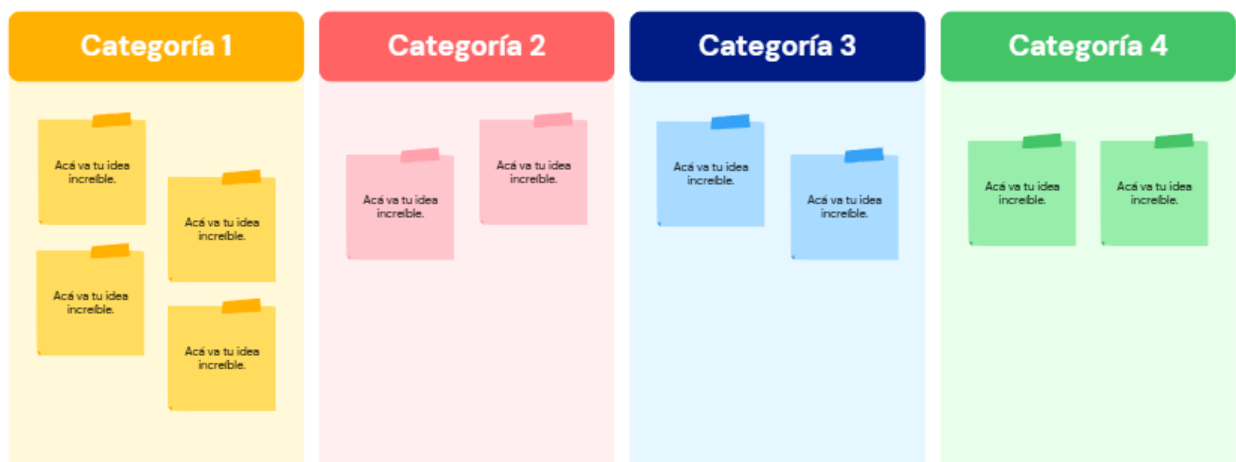 Categoría 1
Acá va tu idea
increíble.
Acá va tu idea
increíble.
Acá va tu idea
increíble.
Acá va tu idea
increíble.
Categoría 2
Acá va tu idea
increíble.
Acá va tu idea
increíble.
Categoría 3
Acá va tu idea
increíble.
Acá va tu idea
increíble.
Categoría 4
Acá va tu idea
increíble.
Acá va tu idea
increíble.